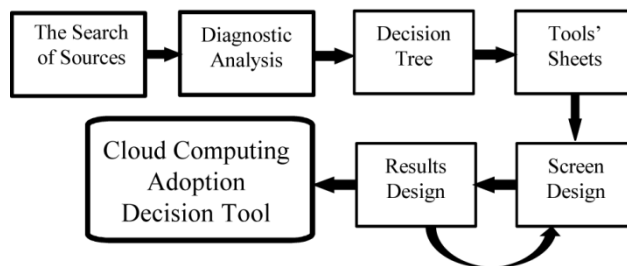 The Search
of Sources
Diagnostic
Analysis
Decision
Tree
Tools’
Sheets
Cloud Computing
Adoption
Decision Tool
Results
Design
Screen
Design